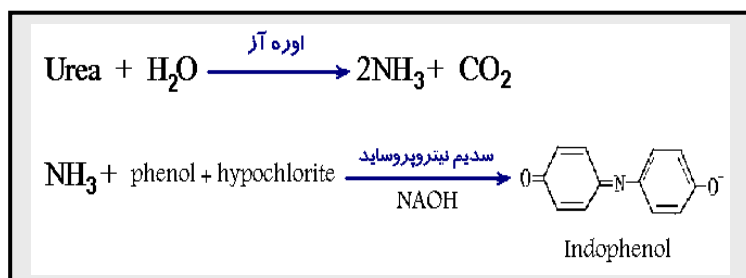 اوره آز
Urea + H₂O → 2NH₃ + CO₂
سدیم نیتروپروساید
NH₃ + phenol + hypochlorite → O= =N- -O⁻
NAOH
Indophenol